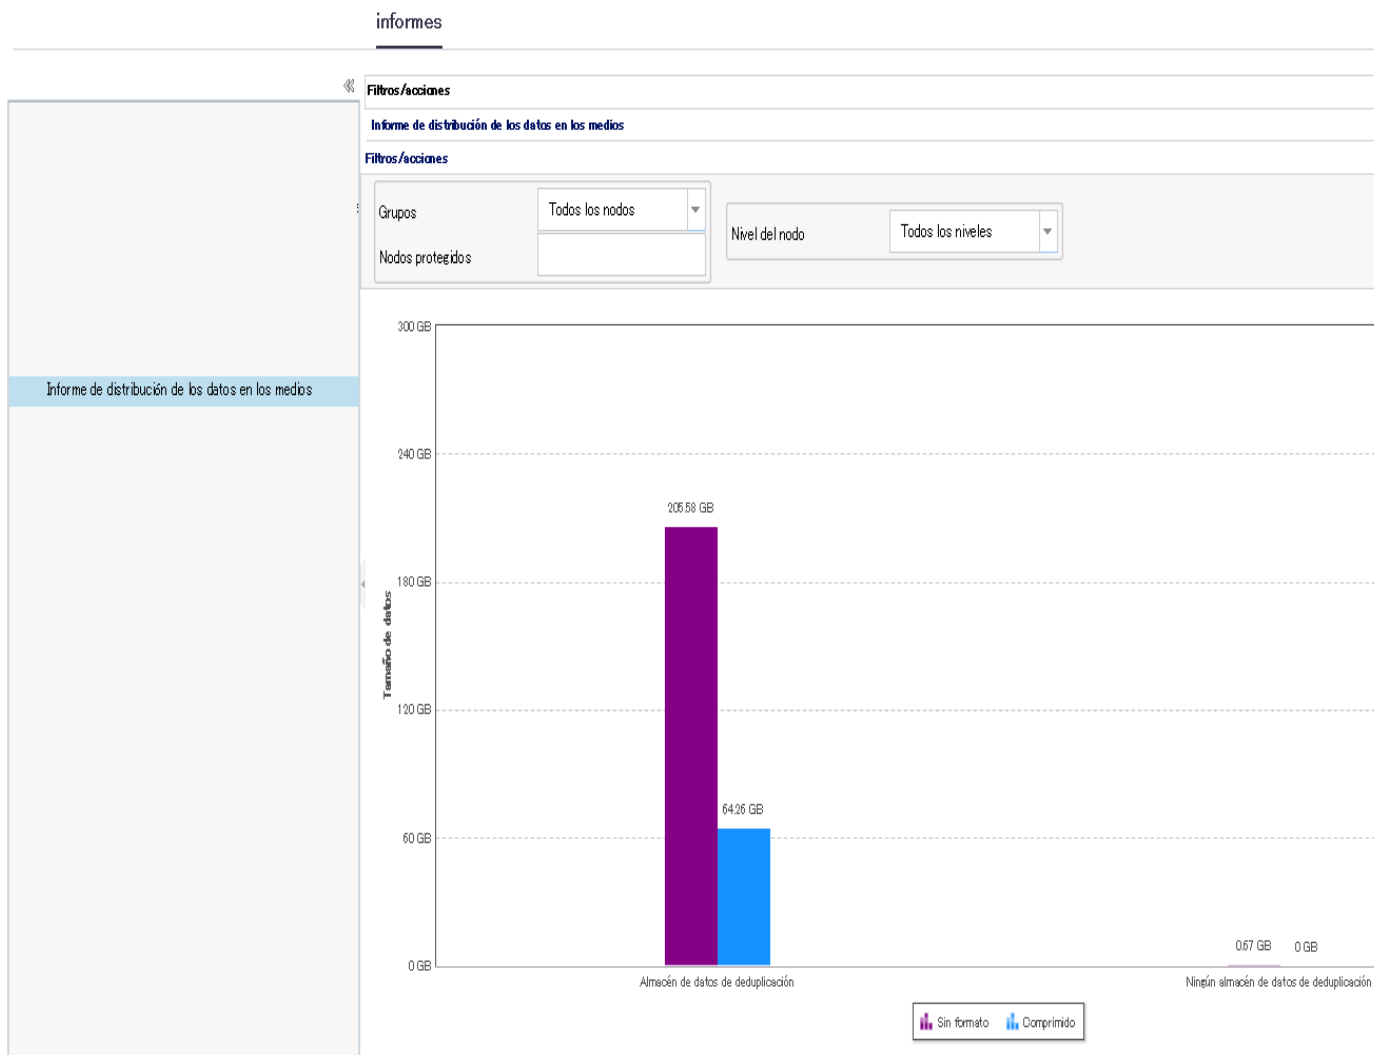 informes
Filtros/acciones
Informe de distribución de los datos en los medios
Filtros/acciones
Grupos
Todos los nodos
Nodos protegidos
Nivel del nodo
Todos los niveles
Informe de distribución de los datos en los medios
300 GB
240 GB
205.58 GB
180 GB
Tamaño de datos
120 GB
64.26 GB
60 GB
0.67 GB
0 GB
0 GB
Almacén de datos de deduplicación
Ningún almacén de datos de deduplicación
Sin formato
Comprimido